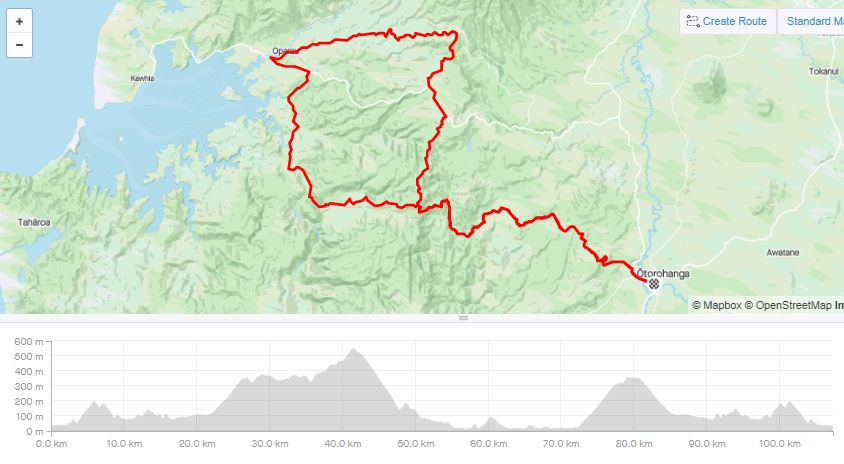 +
−
Create Route
Standard Ma
Tokanui
Oparau
Kawhia
Tahāroa
Ōtorohanga
Awatane
© Mapbox © OpenStreetMap Im
600 m
500 m
400 m
300 m
200 m
100 m
0 m
0.0 km 10.0 km 20.0 km 30.0 km 40.0 km 50.0 km 60.0 km 70.0 km 80.0 km 90.0 km 100.0 km